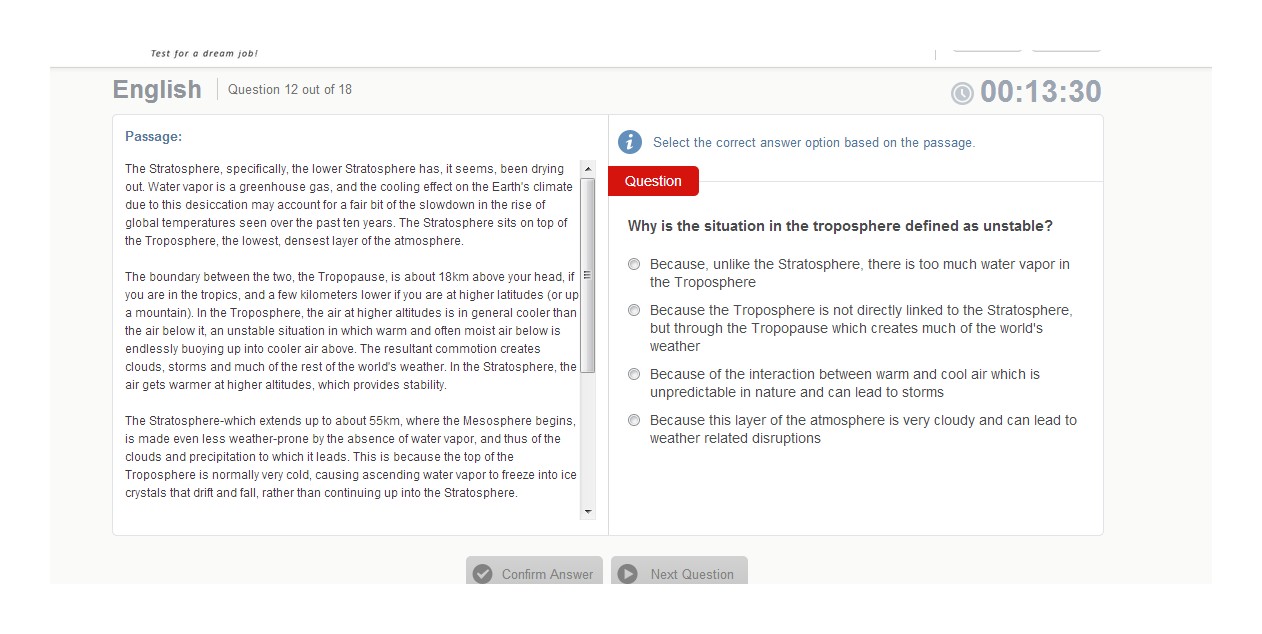 Test for a dream job!
English
Question 12 out of 18
00:13:30
Passage:
The Stratosphere, specifically, the lower Stratosphere has, it seems, been drying
out. Water vapor is a greenhouse gas, and the cooling effect on the Earth's climate
due to this desiccation may account for a fair bit of the slowdown in the rise of
global temperatures seen over the past ten years. The Stratosphere sits on top of
the Troposphere, the lowest, densest layer of the atmosphere.
The boundary between the two, the Tropopause, is about 18km above your head, if
you are in the tropics, and a few kilometers lower if you are at higher latitudes (or up
a mountain). In the Troposphere, the air at higher altitudes is in general cooler than
the air below it, an unstable situation in which warm and often moist air below is
endlessly buoying up into cooler air above. The resultant commotion creates
clouds, storms and much of the rest of the world's weather. In the Stratosphere, the
air gets warmer at higher altitudes, which provides stability.
The Stratosphere-which extends up to about 55km, where the Mesosphere begins,
is made even less weather-prone by the absence of water vapor, and thus of the
clouds and precipitation to which it leads. This is because the top of the
Troposphere is normally very cold, causing ascending water vapor to freeze into ice
crystals that drift and fall, rather than continuing up into the Stratosphere.
Select the correct answer option based on the passage.
Question
Why is the situation in the troposphere defined as unstable?
Because, unlike the Stratosphere, there is too much water vapor in
the Troposphere
Because the Troposphere is not directly linked to the Stratosphere,
but through the Tropopause which creates much of the world's
weather
Because of the interaction between warm and cool air which is
unpredictable in nature and can lead to storms
Because this layer of the atmosphere is very cloudy and can lead to
weather related disruptions
Confirm Answer
Next Question